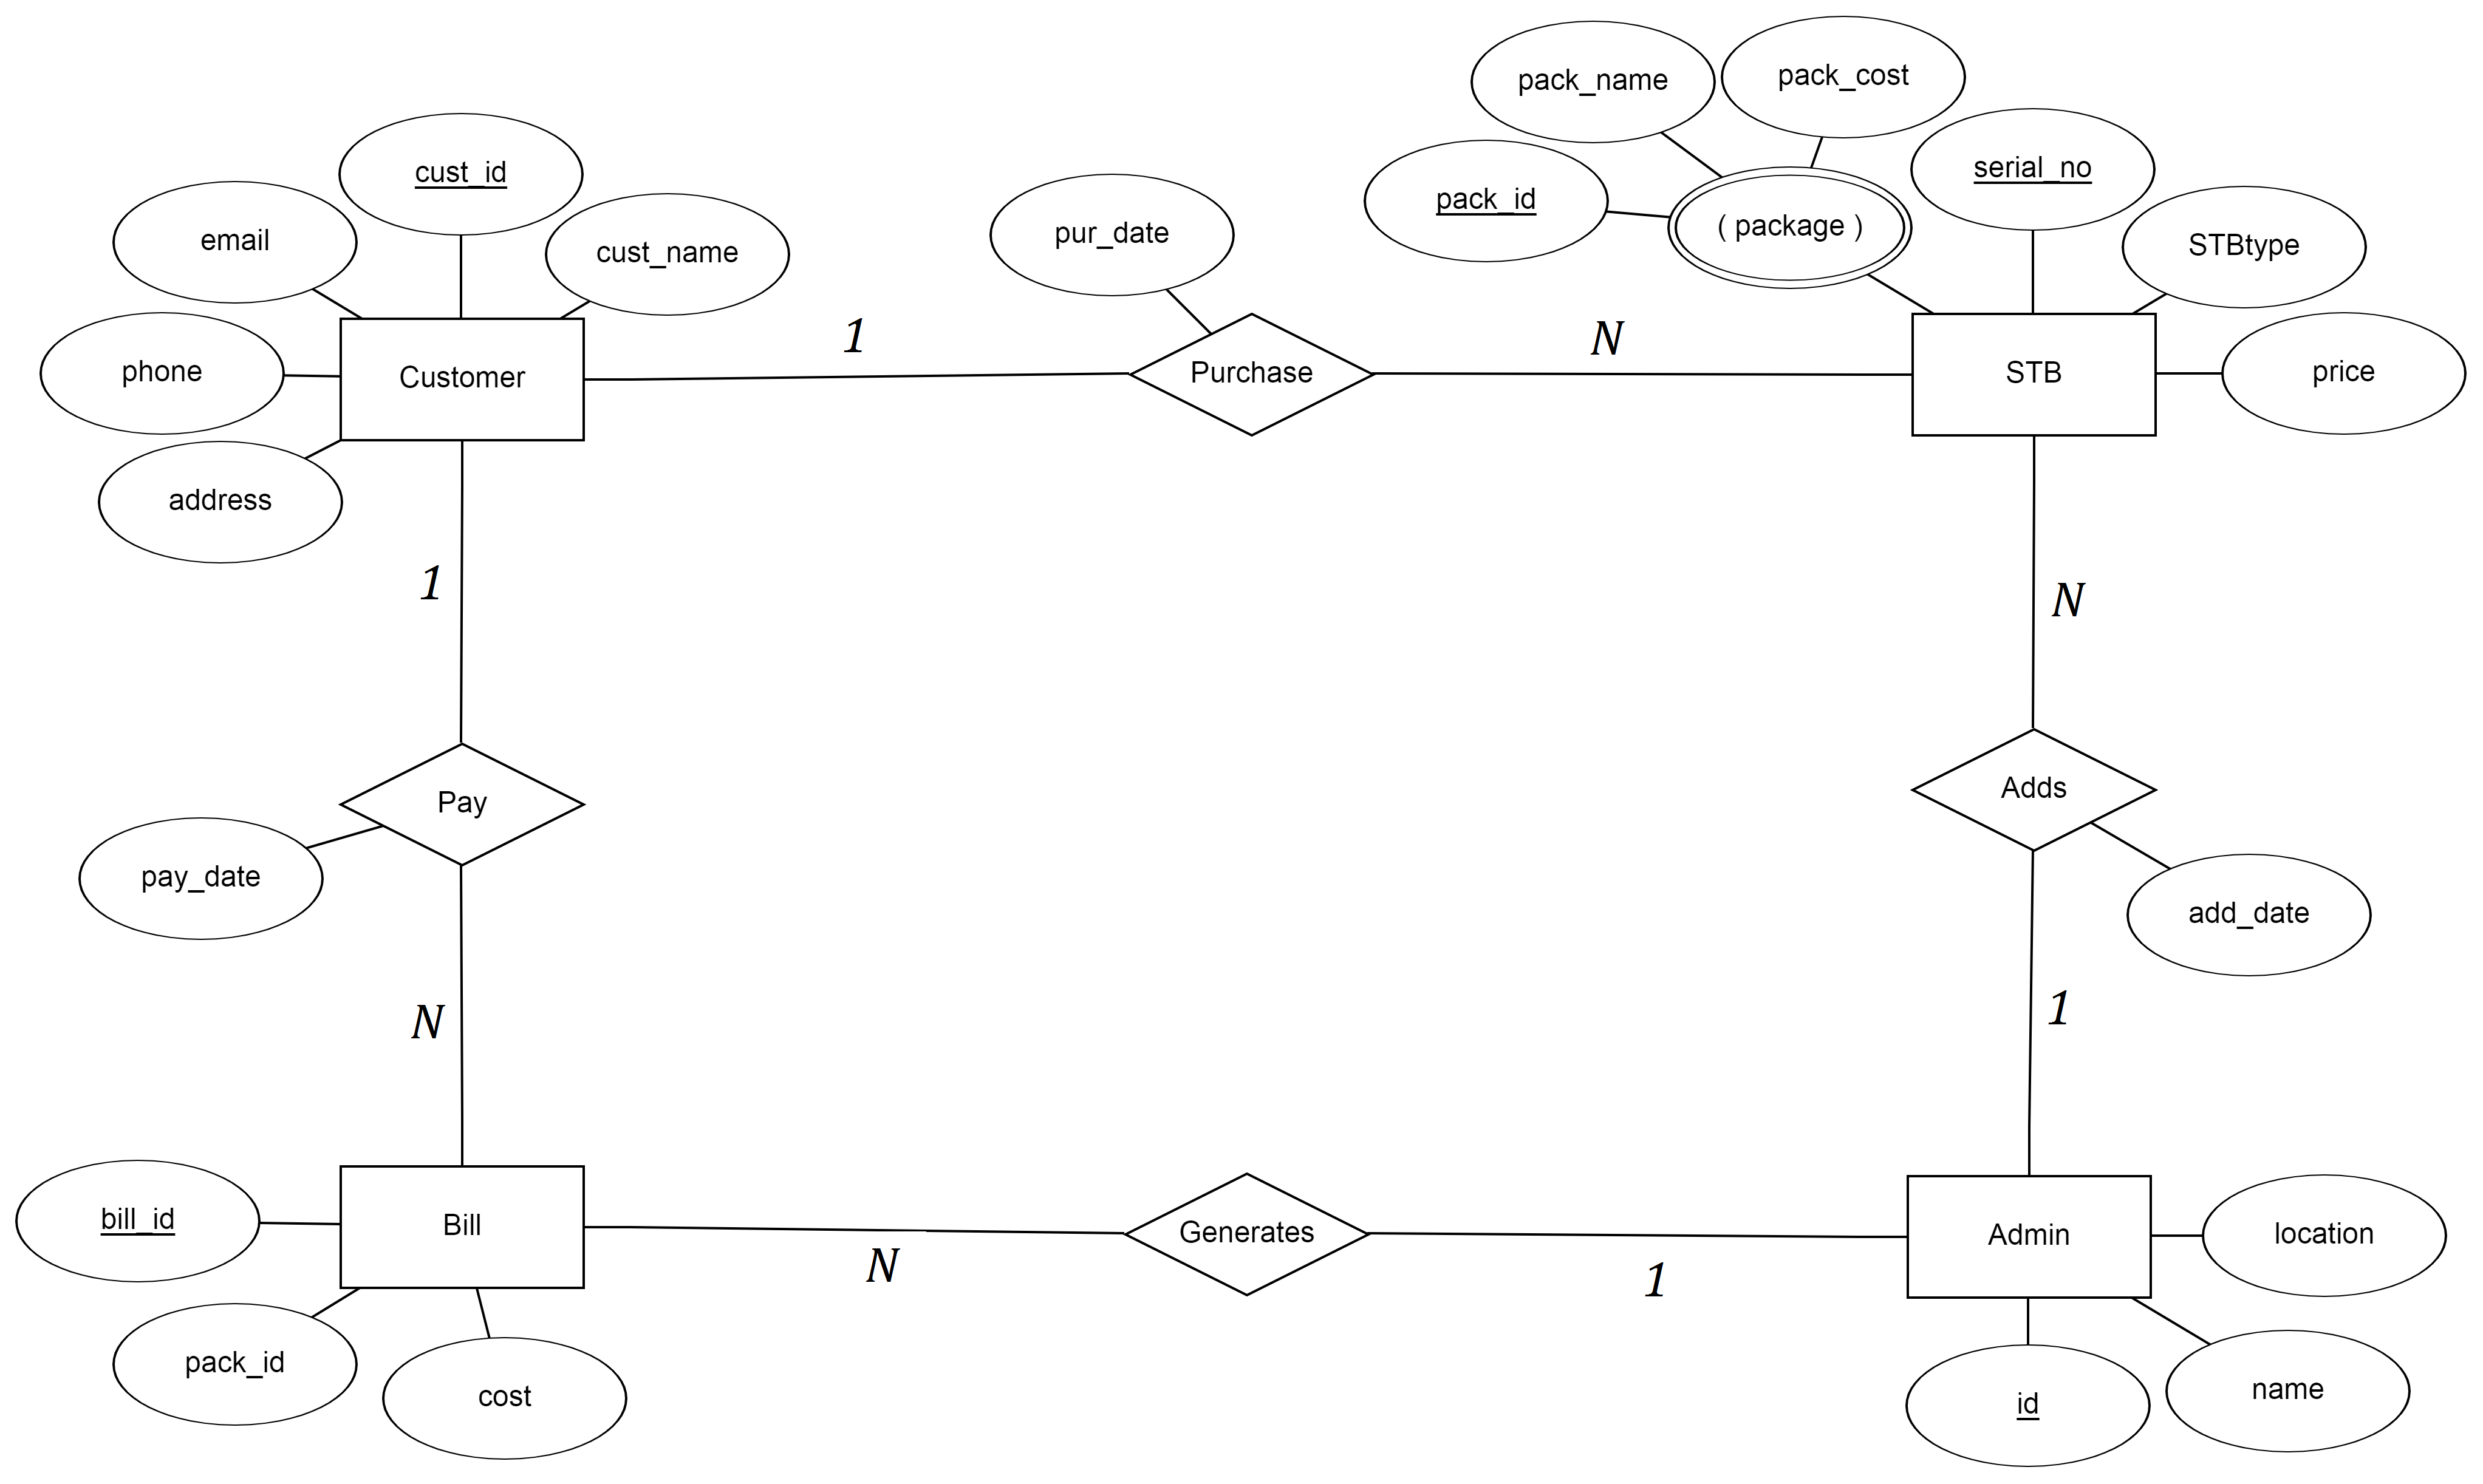 pack_name
pack_cost
cust_id
serial_no
pack_id
email
cust_name
pur_date
( package )
STBtype
phone
Customer
1
Purchase
N
STB
price
address
1
N
Pay
Adds
pay_date
add_date
N
1
bill_id
Bill
N
Generates
1
Admin
location
pack_id
cost
id
name